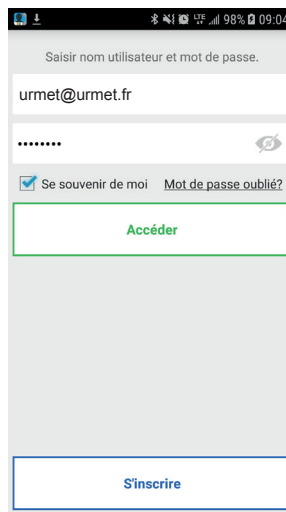 LTE 98% 09:04
Saisir nom utilisateur et mot de passe.
urmet@urmet.fr
••••••••
Se souvenir de moi Mot de passe oublié?
Accéder
S'inscrire